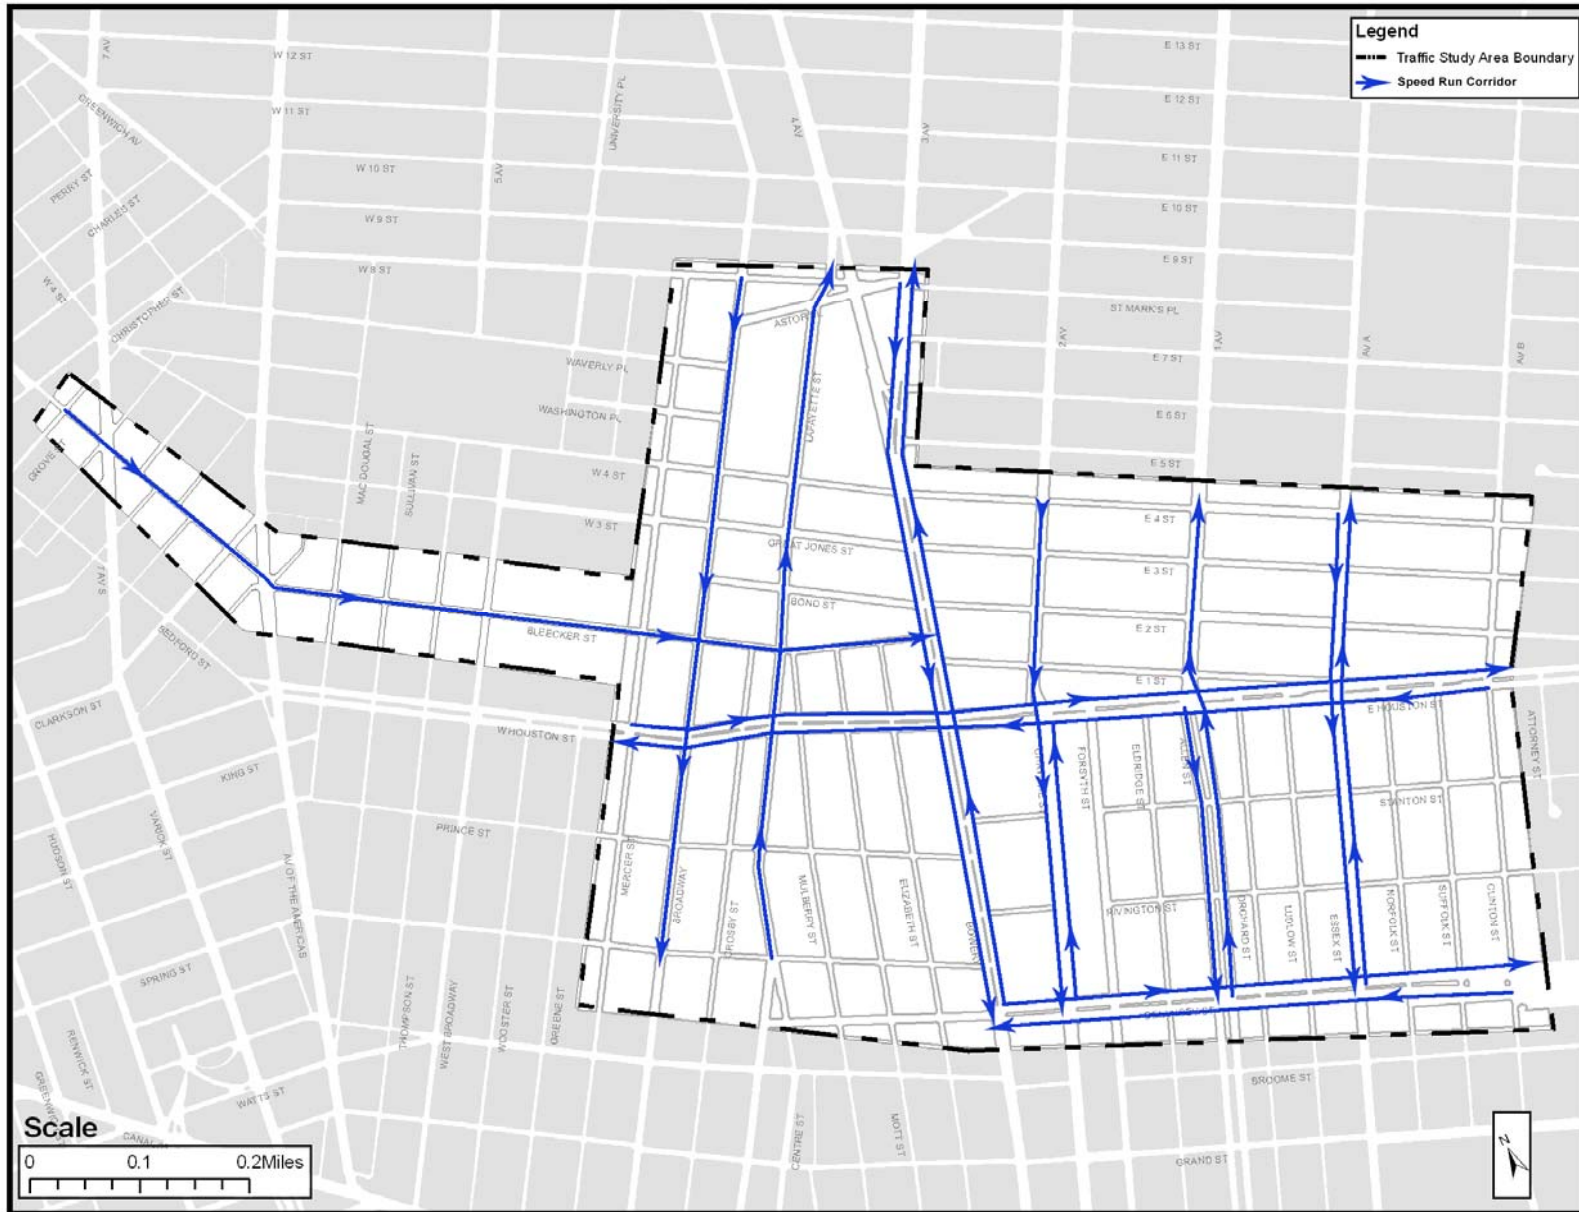 Legend
Traffic Study Area Boundary
Speed Run Corridor
7 AV
W 12 ST
E 13 ST
GREENWICH AV
W 11 ST
UNIVERSITY PL
4 AV
3 AV
E 12 ST
PERRY ST
W 10 ST
5 AV
E 11 ST
CHARLES ST
W 9 ST
E 10 ST
W 4 ST
W 8 ST
E 9 ST
CHRISTOPHER ST
ASTOR
ST MARK'S PL
2 AV
1 AV
AV A
AV B
WAVERLY PL
E 7 ST
LAFAYETTE ST
WASHINGTON PL
E 6 ST
GROVE
MAC DOUGAL ST
SULLIVAN ST
W 4 ST
E 5 ST
W 3 ST
E 4 ST
GREAT JONES ST
7 AV S
E 3 ST
BOND ST
BEDFORD ST
BLEECKER ST
E 2 ST
E 1 ST
CLARKSON ST
W HOUSTON ST
E HOUSTON ST
ATTORNEY ST
KING ST
FORSYTH ST
ELDRIDGE ST
ALLEN ST
STANTON ST
HUDSON ST
VARICK ST
PRINCE ST
AV OF THE AMERICAS
MERCER ST
BROADWAY
CROSBY ST
MULBERRY ST
ELIZABETH ST
BOWERY
RIVINGTON ST
ORCHARD ST
LUDLOW ST
ESSEX ST
NORFOLK ST
SUFFOLK ST
CLINTON ST
SPRING ST
THOMPSON ST
WEST BROADWAY
WOOSTER ST
GREENE ST
RENWICK ST
WATTS ST
BROOME ST
CENTRE ST
MOTT ST
GRAND ST
Scale
0 0.1 0.2Miles
N